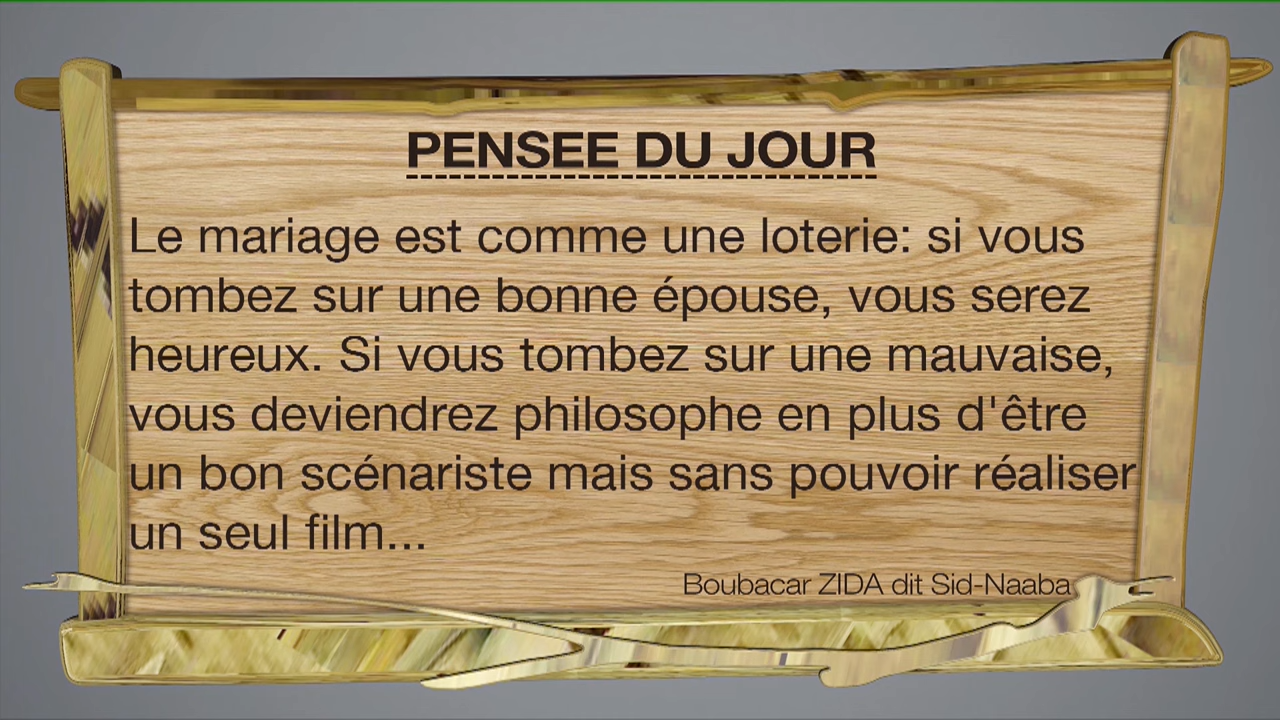 PENSEE DU JOUR
Le mariage est comme une loterie: si vous
tombez sur une bonne épouse, vous serez
heureux. Si vous tombez sur une mauvaise,
vous deviendrez philosophe en plus d'être
un bon scénariste mais sans pouvoir réaliser
un seul film...
Boubacar ZIDA dit Sid-Naaba